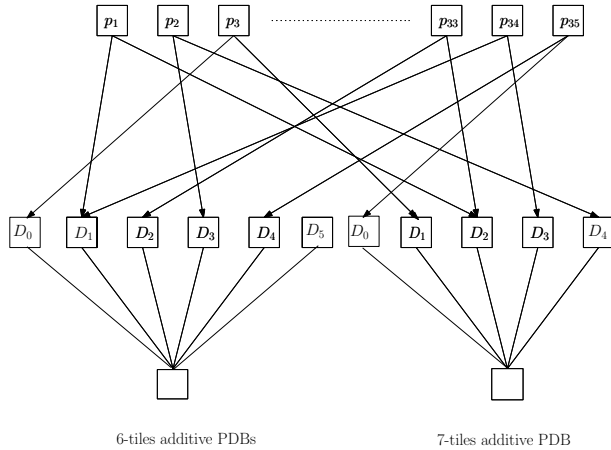 p1 p2 p3 p33 p34 p35
D0 D1 D2 D3 D4 D5 D0 D1 D2 D3 D4
6-tiles additive PDBs 7-tiles additive PDB